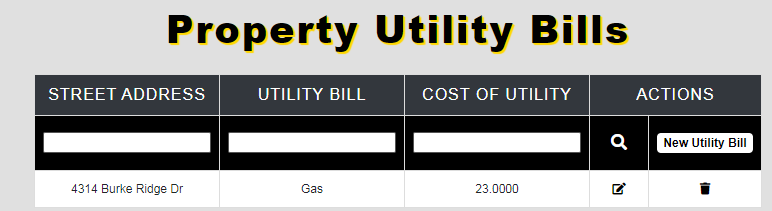 Property Utility Bills
STREET ADDRESS UTILITY BILL COST OF UTILITY ACTIONS
New Utility Bill
4314 Burke Ridge Dr Gas 23.0000